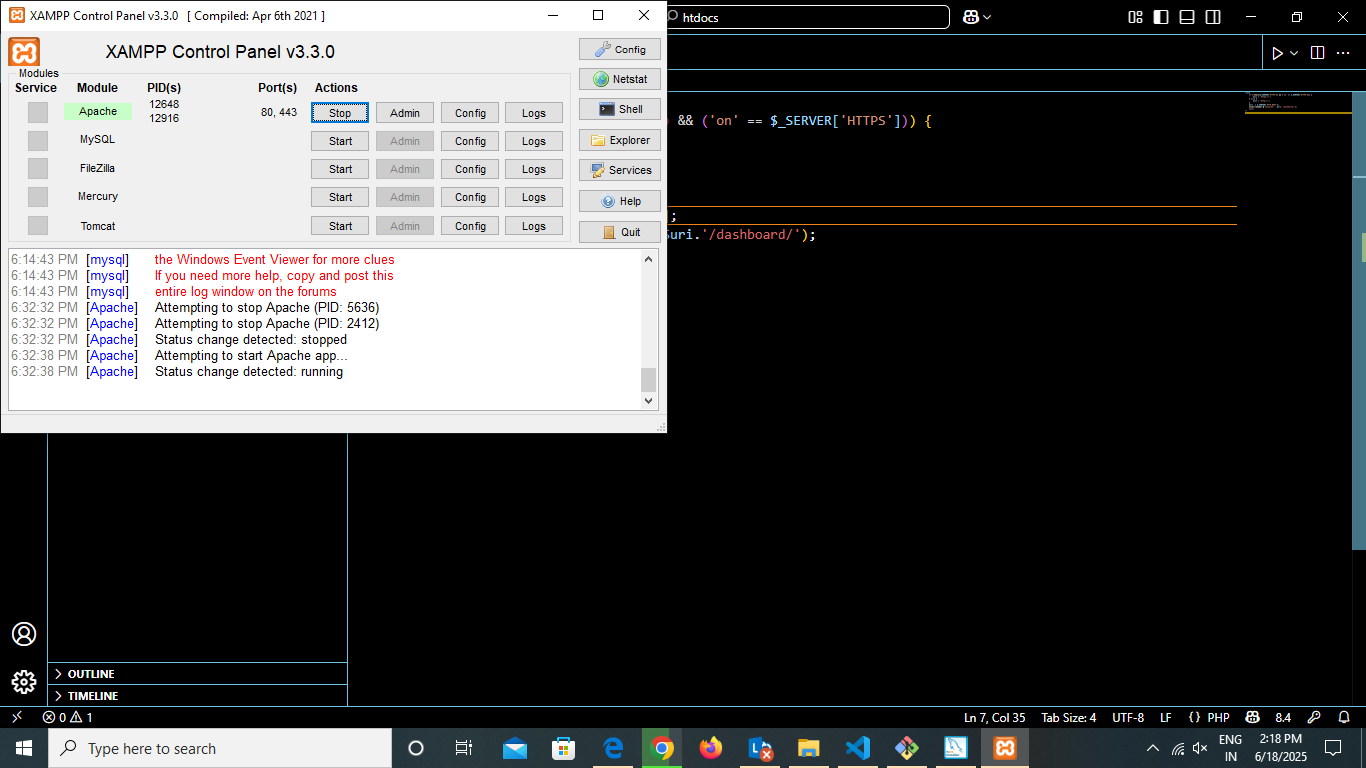 XAMPP Control Panel v3.3.0 [ Compiled: Apr 6th 2021 ]
htdocs
XAMPP Control Panel v3.3.0
Config
Modules
Service Module PID(s) Port(s) Actions
Netstat
Apache 12648 12916 80, 443 Stop Admin Config Logs
Shell
MySQL Start Admin Config Logs
Explorer
FileZilla Start Admin Config Logs
Services
Mercury Start Admin Config Logs
Help
Tomcat Start Admin Config Logs
Quit
6:14:43 PM [mysql] the Windows Event Viewer for more clues
6:14:43 PM [mysql] If you need more help, copy and post this
6:14:43 PM [mysql] entire log window on the forums
6:32:32 PM [Apache] Attempting to stop Apache (PID: 5636)
6:32:32 PM [Apache] Attempting to stop Apache (PID: 2412)
6:32:32 PM [Apache] Status change detected: stopped
6:32:38 PM [Apache] Attempting to start Apache app...
6:32:38 PM [Apache] Status change detected: running
&& ('on' == $_SERVER['HTTPS'])) {
];
$uri.'/dashboard/');
OUTLINE
TIMELINE
0 1 Ln 7, Col 35 Tab Size: 4 UTF-8 LF {} PHP 8.4
Type here to search
ENG
IN
2:18 PM
6/18/2025